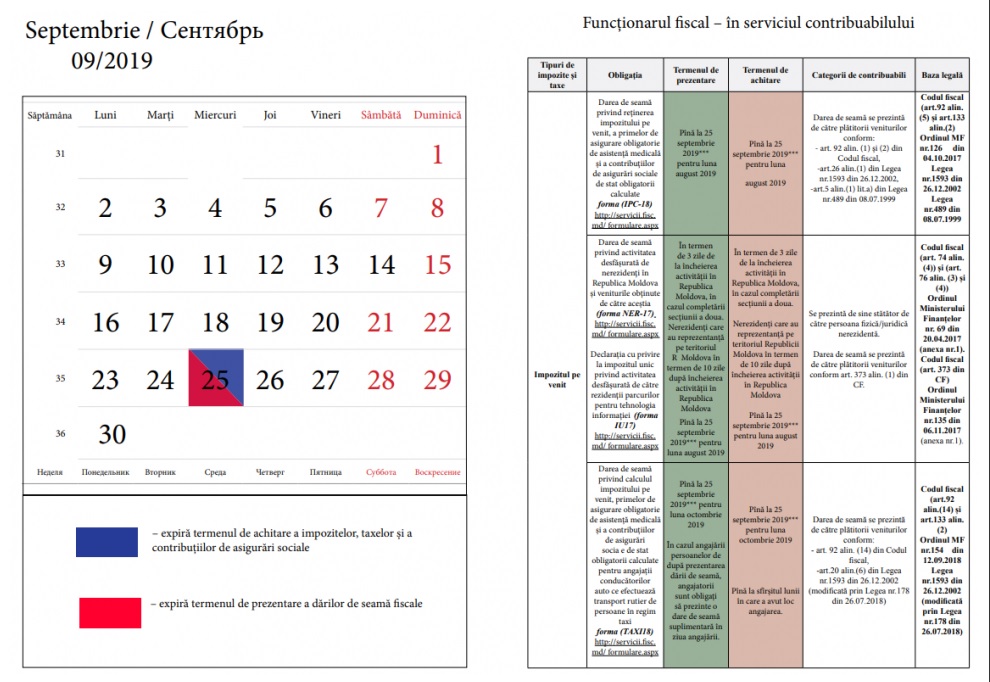 Septembrie / Сентябрь
09/2019
Săptămâna Luni Marți Miercuri Joi Vineri Sâmbătă Duminică
31 1
32 2 3 4 5 6 7 8
33 9 10 11 12 13 14 15
34 16 17 18 19 20 21 22
35 23 24 25 26 27 28 29
36 30
Неделя Понедельник Вторник Среда Четверг Пятница Суббота Воскресение
– expiră termenul de achitare a impozitelor, taxelor și a
contribuțiilor de asigurări sociale
– expiră termenul de prezentare a dărilor de seamă fiscale
Funcționarul fiscal – în serviciul contribuabilului
Tipuri de
impozite și
taxe
Obligația
Termenul de
prezentare
Termenul de
achitare
Categorii de contribuabili
Baza legală
Impozitul pe
venit
Darea de seamă
privind reținerea
impozitului pe
venit, a primelor de
asigurare obligatorie
de asistență medicală
și a contribuțiilor
de asigurări sociale
de stat obligatorii
calculate
forma (IPC-18)
http://servicii.fisc.
md/ formulare.aspx
Pînă la 25
septembrie
2019*** 
pentru luna
august 2019
Pînă la 25
septembrie 2019***
pentru luna
august 2019
Darea de seamă se prezintă
de către plătitorii veniturilor
conform:
- art. 92 alin. (1) și (2) din
Codul fiscal,
-art.26 alin.(1) din Legea
nr.1593 din 26.12.2002,
-art.5 alin.(1) lit.a) din Legea
nr.489 din 08.07.1999
Codul fiscal
(art.92 alin.
(5) și art.133
alin.(2)
Ordinul MF
nr.126 din
04.10.2017
Legea
nr.1593 din
26.12.2002
Legea
nr.489 din
08.07.1999
Darea de seamă
privind activitatea
desfășurată de
nerezidenți în
Republica Moldova
și veniturile obținute
de către aceștia
(forma NER-17),
http://servicii.fisc.
md/ formulare.aspx
Declarația cu privire
la impozitul unic
privind activitatea
desfășurată de către
rezidenții parcurilor
pentru tehnologia
informației (forma
IU17)
http://servicii.fisc.
md/ formulare.aspx
În termen
de 3 zile de
la încheierea
activității în
Republica
Moldova, în
cazul completării
secțiunii a doua.
Nerezidenți care
au reprezentanță
pe teritoriul
R Moldova în
termen de 10 zile
după încheierea
activității în
Republica
Moldova
Pînă la 25
septembrie
2019*** pentru
luna august 2019
În termen de 3 zile
de la încheierea
activității în
Republica Moldova,
în cazul completării
secțiunii a doua.
Nerezidenți care au
reprezentanță pe
teritoriul Republicii
Moldova în termen
de 10 zile după
încheierea activității
în Republica
Moldova
Pînă la 25
septembrie 2019***
pentru luna august
2019
Se prezintă de sine stătător de
către persoana fizică/juridică
nerezidentă.
Darea de seamă se prezintă
de către plătitorii veniturilor
conform art. 373 alin. (1) din
CF.
Codul fiscal
(art. 74 alin.
(4)) și (art.
76 alin. (3) și
(4))
Ordinul
Ministerului
Finanțelor
nr. 69 din
20.04.2017
(anexa nr.1).
Codul fiscal
(art. 373 din
CF)
Ordinul
Ministerului
Finanțelor
nr.135 din
06.11.2017
(anexa nr.1).
Darea de seamă
privind calculul
impozitului pe
venit, primelor de
asigurare obligatorie
de asistență medicală
și a contribuțiilor
de asigurări
socia e de stat
obligatorii calculate
pentru angajații
conducătorilor
auto ce efectuează
transport rutier de
persoane în regim
taxi
forma (TAXI18)
http://servicii.fisc.
md/ formulare.aspx
Pînă la 25
septembrie
2019*** pentru
luna octombrie
2019
În cazul angajării
persoanelor de
după prezentarea
dării de seamă,
angajatorii
sunt obligați
să prezinte o
dare de seamă
suplimentară în
ziua angajării.
Pînă la 25
septembrie 2019***
pentru luna
octombrie 2019
Pînă la sfîrșitul lunii
în care a avut loc
angajarea.
Darea de seamă se prezintă
de către plătitorii veniturilor
conform:
- art. 92 alin. (14) din Codul
fiscal,
-art.20 alin.(6) din Legea
nr.1593 din 26.12.2002
(modificată prin Legea nr.178
din 26.07.2018)
Codul fiscal
(art.92
alin.(14) și
art.133 alin.
(2)
Ordinul MF
nr.154 din
12.09.2018
Legea
nr.1593 din
26.12.2002
(modificată
prin Legea
nr.178 din
26.07.2018)